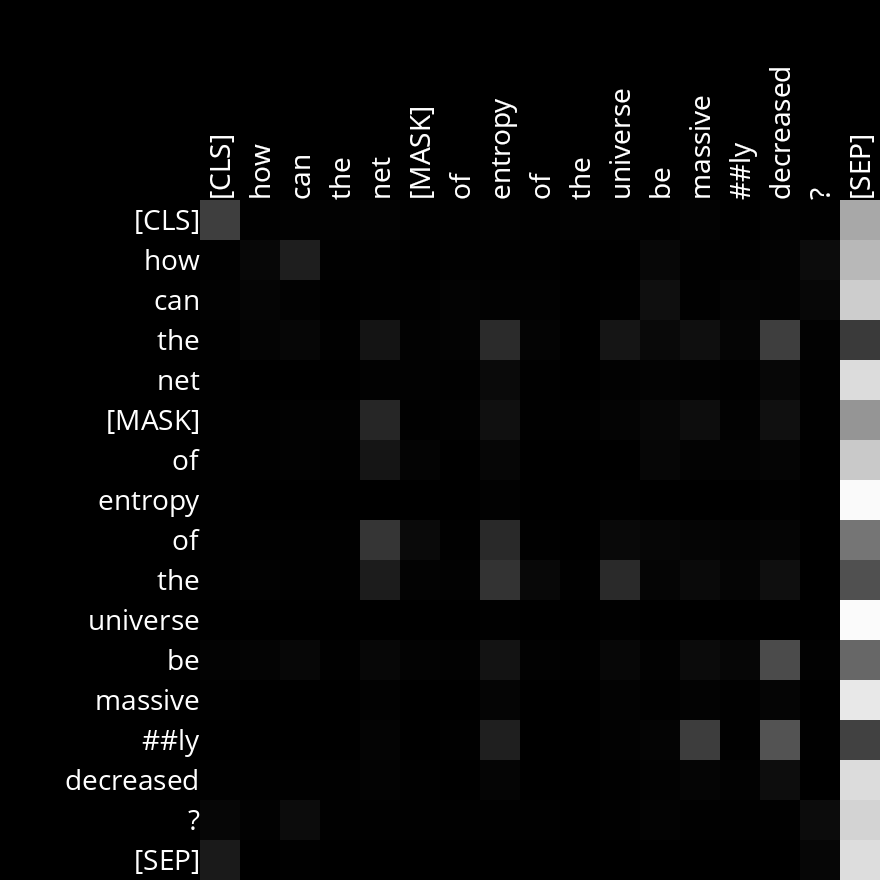 [CLS] how can the net [MASK] of entropy of the universe be massive ##ly decreased ? [SEP]
[CLS]
how
can
the
net
[MASK]
of
entropy
of
the
universe
be
massive
##ly
decreased
?
[SEP]